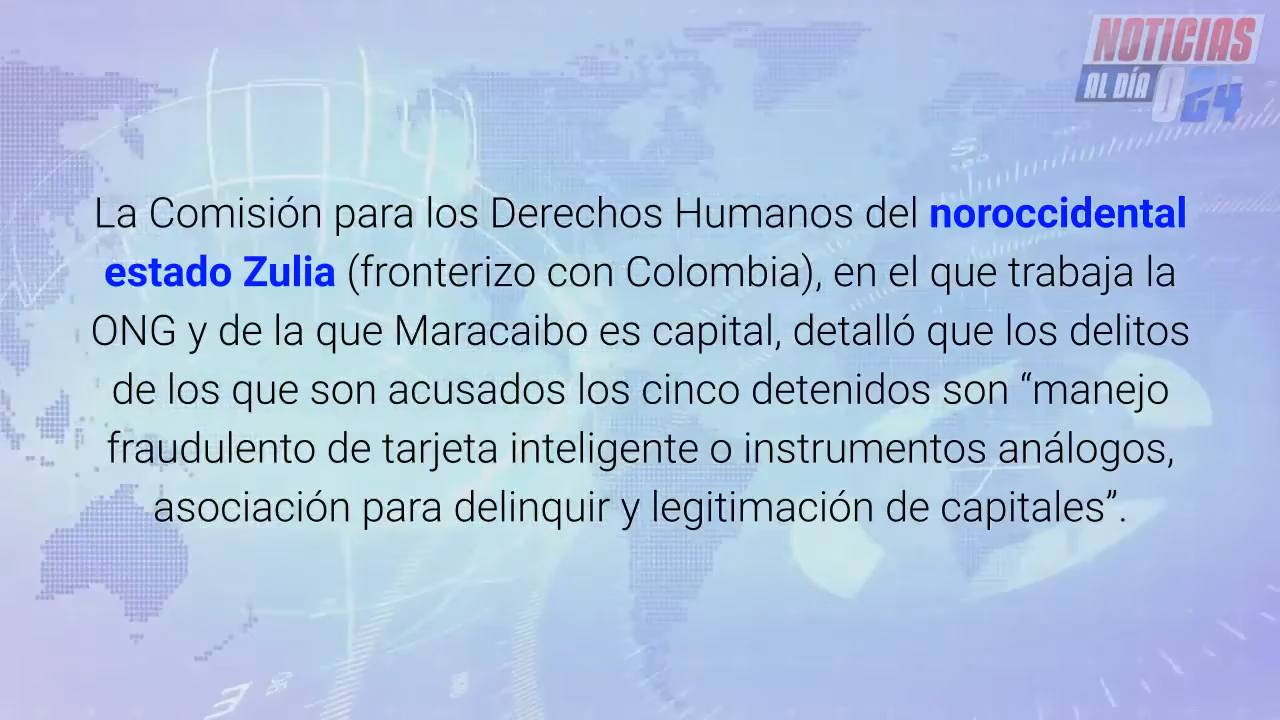 NOTICIAS
AL DÍA 024
La Comisión para los Derechos Humanos del noroccidental
estado Zulia (fronterizo con Colombia), en el que trabaja la
ONG y de la que Maracaibo es capital, detalló que los delitos
de los que son acusados los cinco detenidos son “manejo
fraudulento de tarjeta inteligente o instrumentos análogos,
asociación para delinquir y legitimación de capitales”.
3